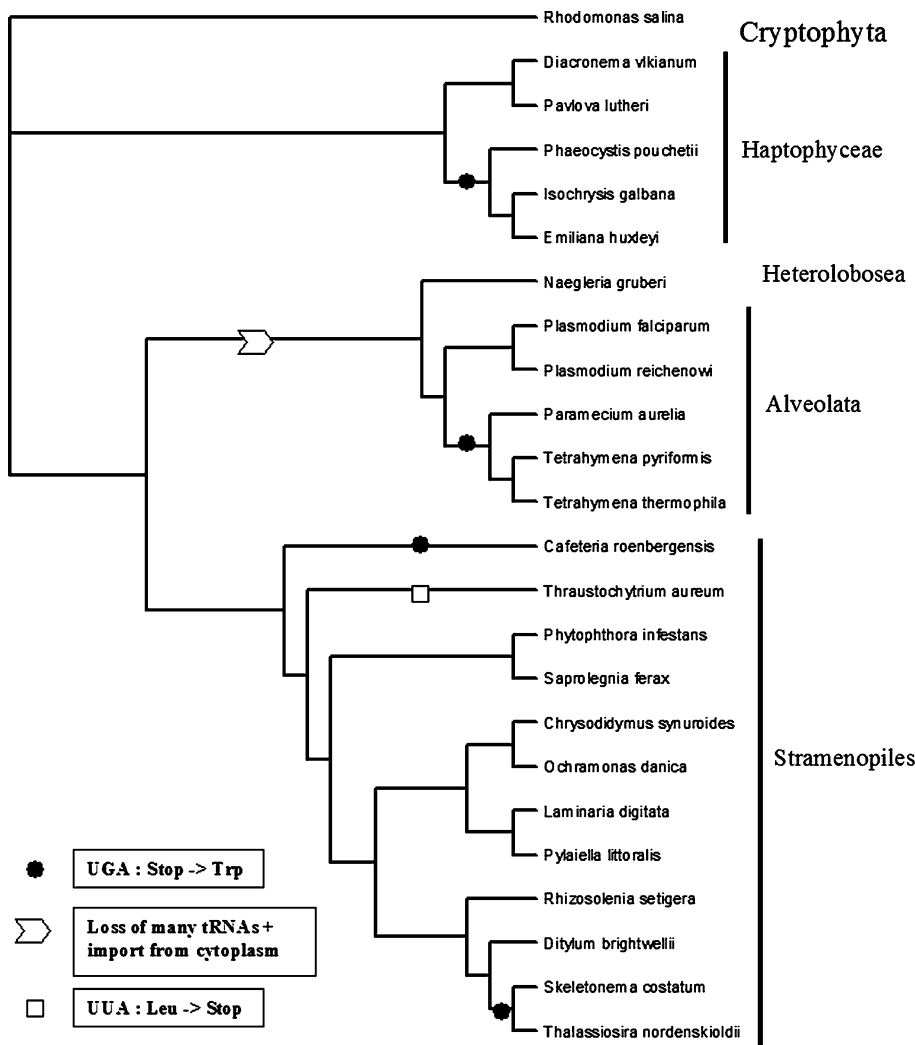 Rhodomonas salina
Cryptophyta
Diacronema vlkianum
Pavlova lutheri
Phaeocystis pouchetii
Haptophyceae
Isochrysis galbana
Emiliana huxleyi
Naegleria gruberi
Heterolobosea
Plasmodium falciparum
Plasmodium reichenowi
Alveolata
Paramecium aurelia
Tetrahymena pyriformis
Tetrahymena thermophila
Cafeteria roenbergensis
Thraustochytrium aureum
Phytophthora infestans
Saprolegnia ferax
Chrysodidymus synuroides
Stramenopiles
Ochramonas danica
Laminaria digitata
Pylaiella littoralis
Rhizosolenia setigera
Ditylum brightwellii
Skeletonema costatum
Thalassiosira nordenskioldii
UGA : Stop -> Trp
Loss of many tRNAs +
import from cytoplasm
UUA : Leu -> Stop